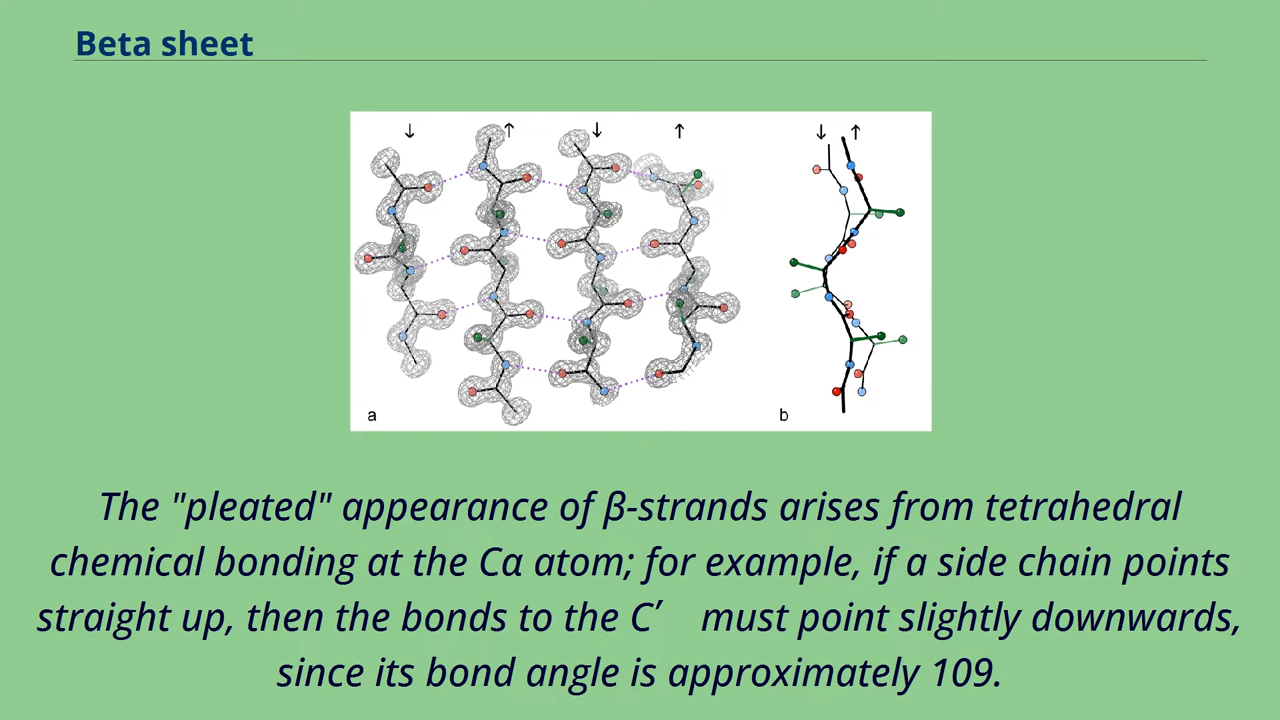 Beta sheet
↓ ↑ ↓ ↑ ↓ ↑
a b
The "pleated" appearance of β-strands arises from tetrahedral
chemical bonding at the Cα atom; for example, if a side chain points
straight up, then the bonds to the C′ must point slightly downwards,
since its bond angle is approximately 109.